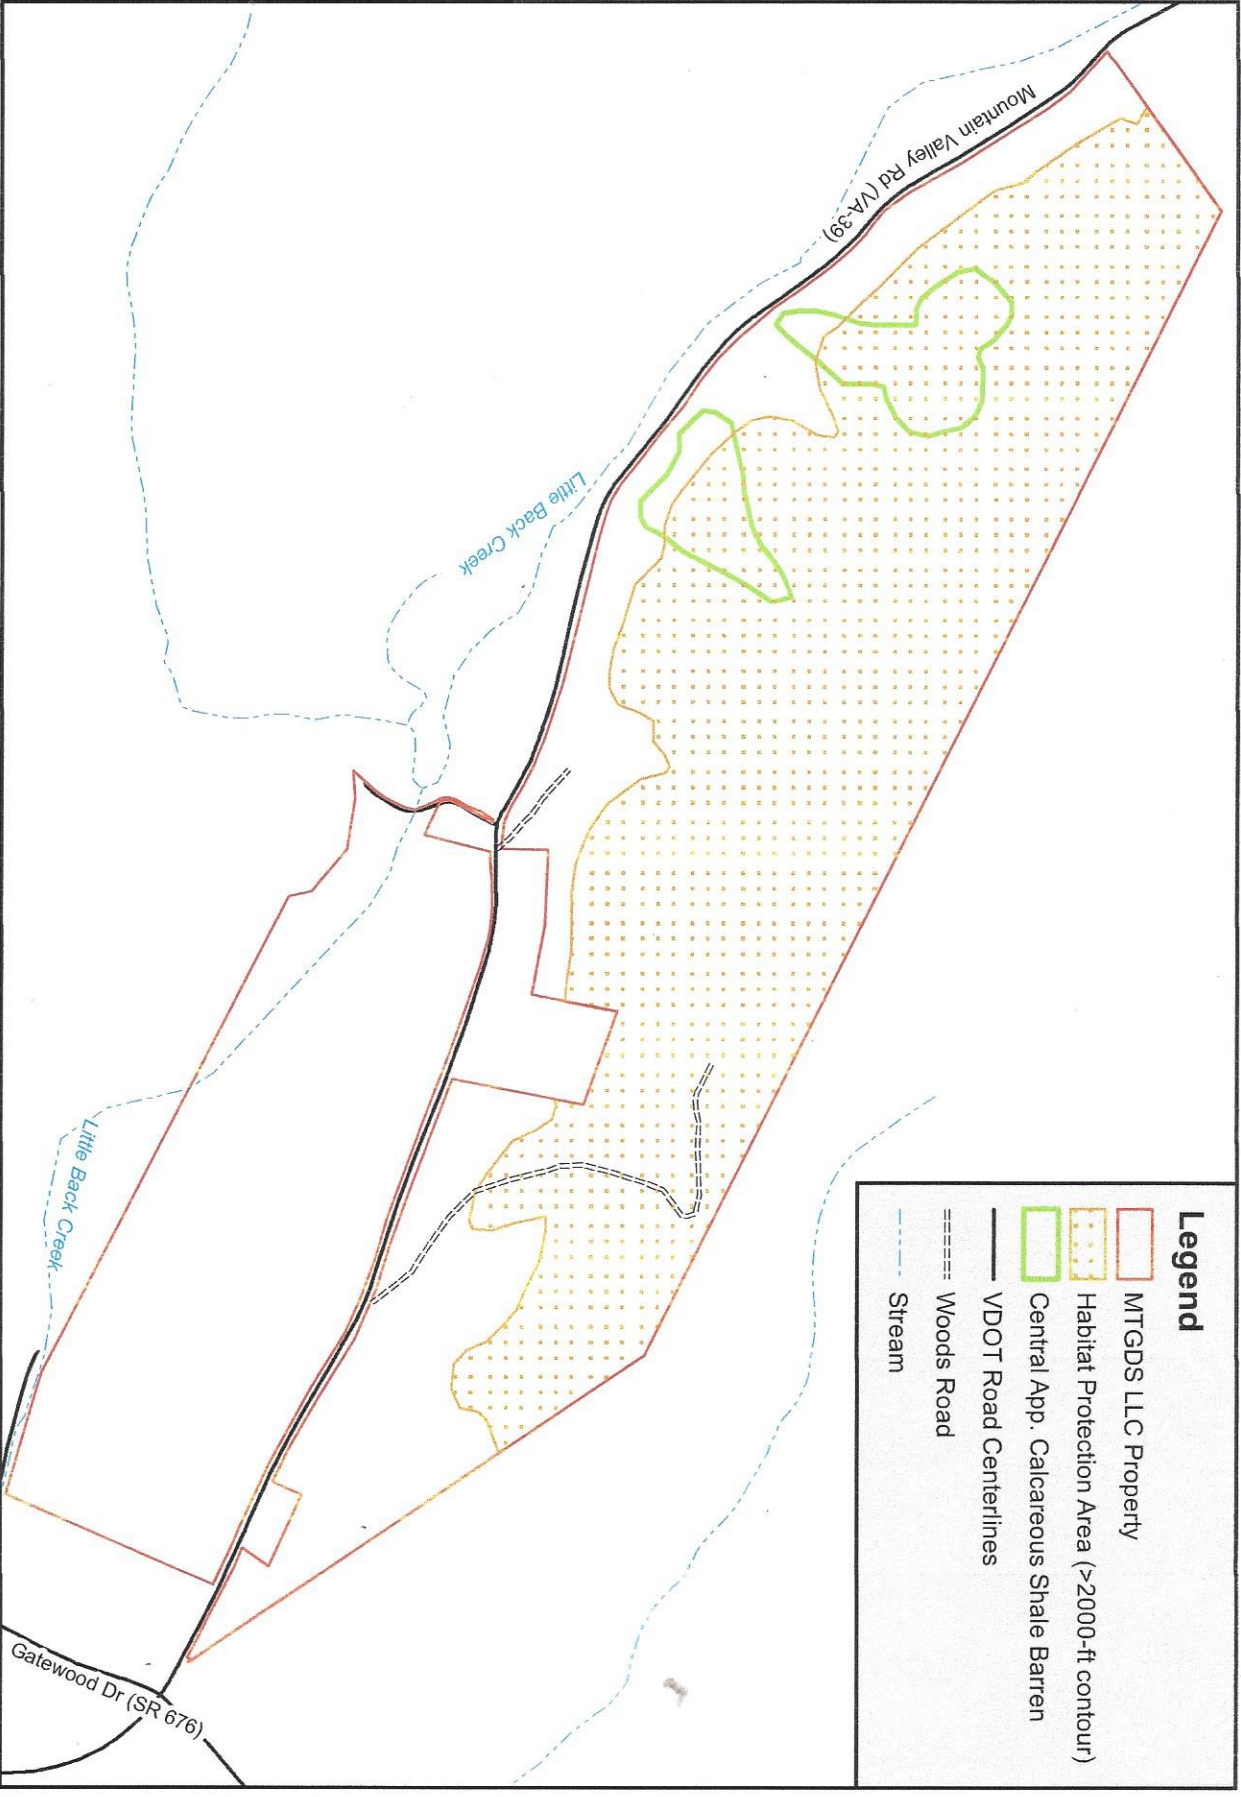 Legend
MTGDS LLC Property
Habitat Protection Area (>2000-ft contour)
Central App. Calcareous Shale Barren
VDOT Road Centerlines
Woods Road
Stream
Mountain Valley Rd (VA-39)
Little Back Creek
Little Back Creek
Gatewood Dr (SR 676)